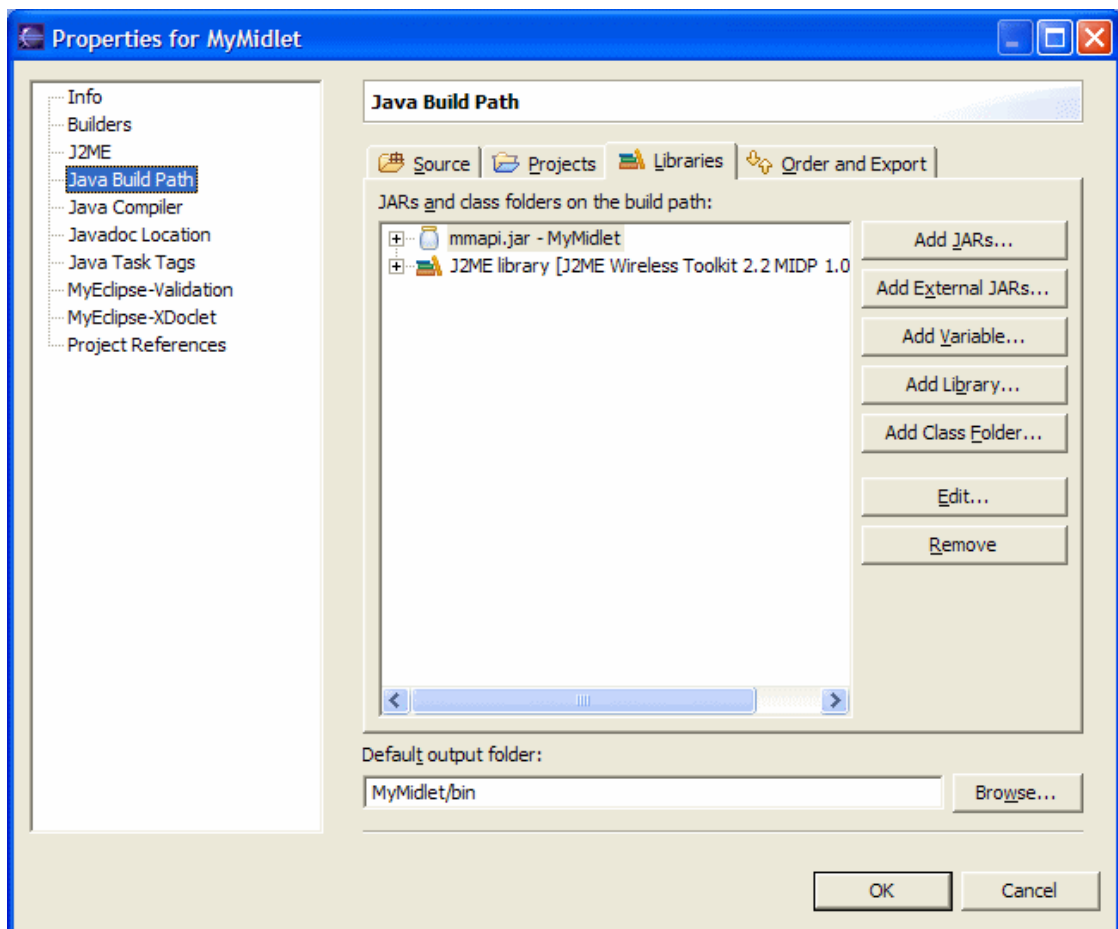 Properties for MyMidlet
Info
Builders
J2ME
Java Build Path
Java Compiler
Javadoc Location
Java Task Tags
MyEclipse-Validation
MyEclipse-XDoclet
Project References
Java Build Path
Source
Projects
Libraries
Order and Export
JARs and class folders on the build path:
mmapi.jar - MyMidlet
J2ME library [J2ME Wireless Toolkit 2.2 MIDP 1.0
Add JARs...
Add External JARs...
Add Variable...
Add Library...
Add Class Folder...
Edit...
Remove
Default output folder:
MyMidlet/bin
Browse...
OK
Cancel